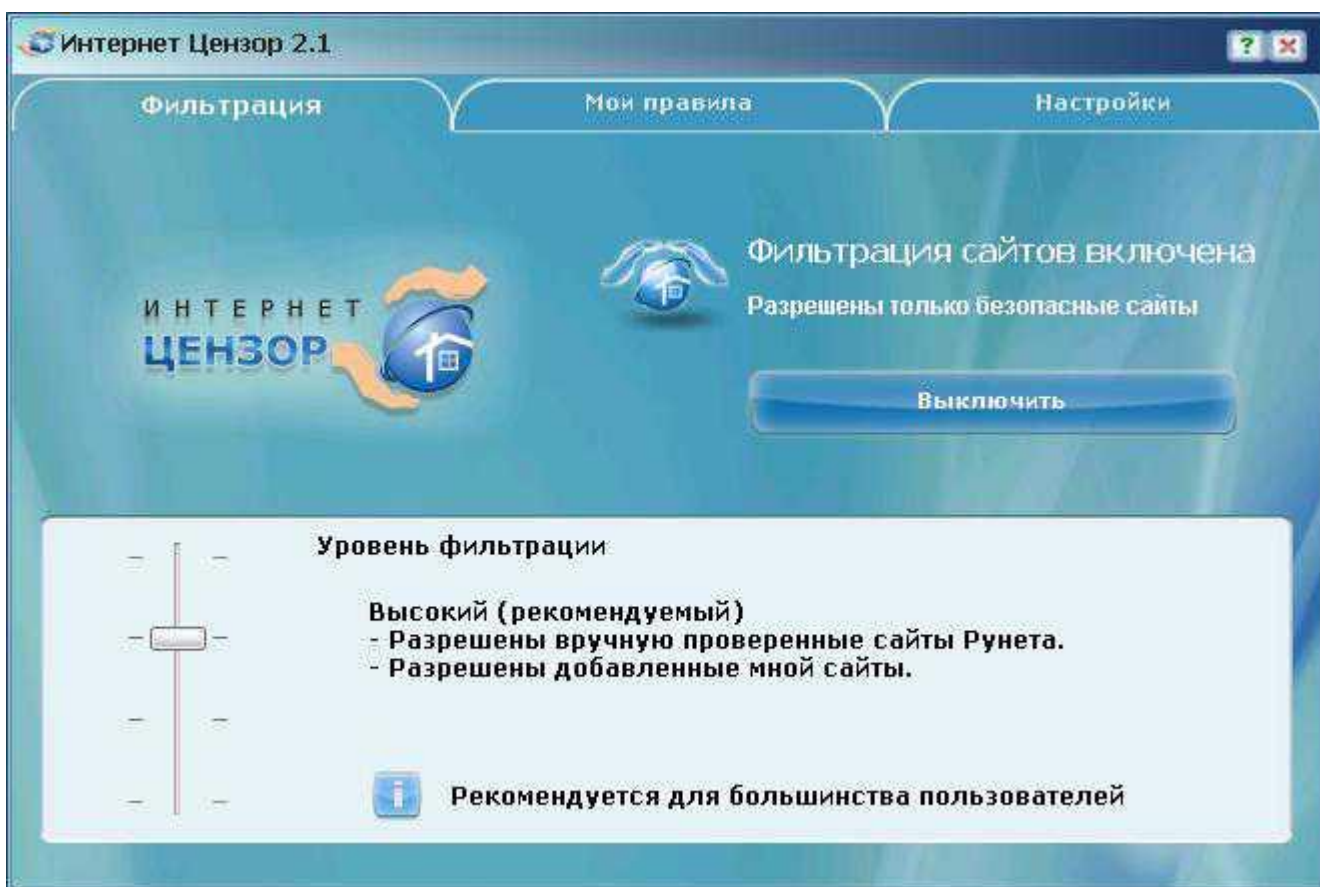 Интернет Цензор 2.1
Фильтрация
Мои правила
Настройки
ИНТЕРНЕТ
ЦЕНЗОР
Фильтрация сайтов включена
Разрешены только безопасные сайты
Выключить
Уровень фильтрации
Высокий (рекомендуемый)
- Разрешены вручную проверенные сайты Рунета.
- Разрешены добавленные мной сайты.
Рекомендуется для большинства пользователей